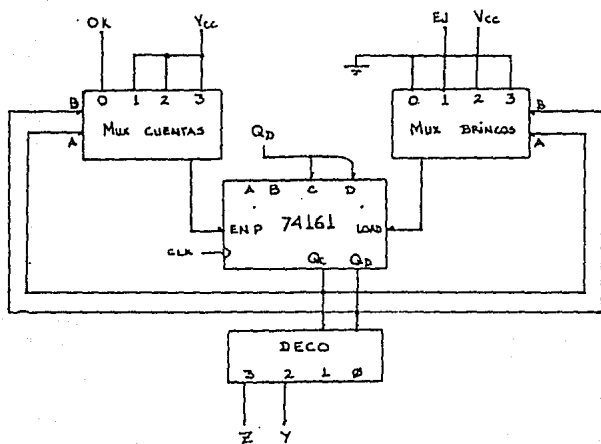 OK Vcc EJ Vcc
0 1 2 3
B
A
MUX CUENTAS
0 1 2 3
B
A
MUX BRINCOS
QD
A B C D
ENP 74161 LOAD
CLK
QC QD
DECO
3 2 1 Ø
Z Y